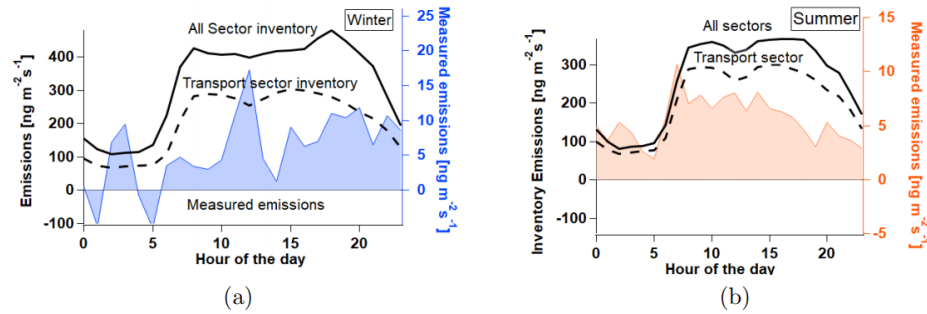 All Sector inventory
Winter
Transport sector inventory
Measured emissions
Emissions [ng m⁻² s⁻¹]
400
300
200
100
0
-100
Measured emissions [ng m⁻² s⁻¹]
25
20
15
10
5
0
-5
0
5
10
15
20
Hour of the day
(a)
All sectors
Summer
Transport sector
Inventory Emissions [ng m⁻² s⁻¹]
300
200
100
0
-100
Measured emissions [ng m⁻² s⁻¹]
15
10
5
0
-5
0
5
10
15
20
Hour of the day
(b)